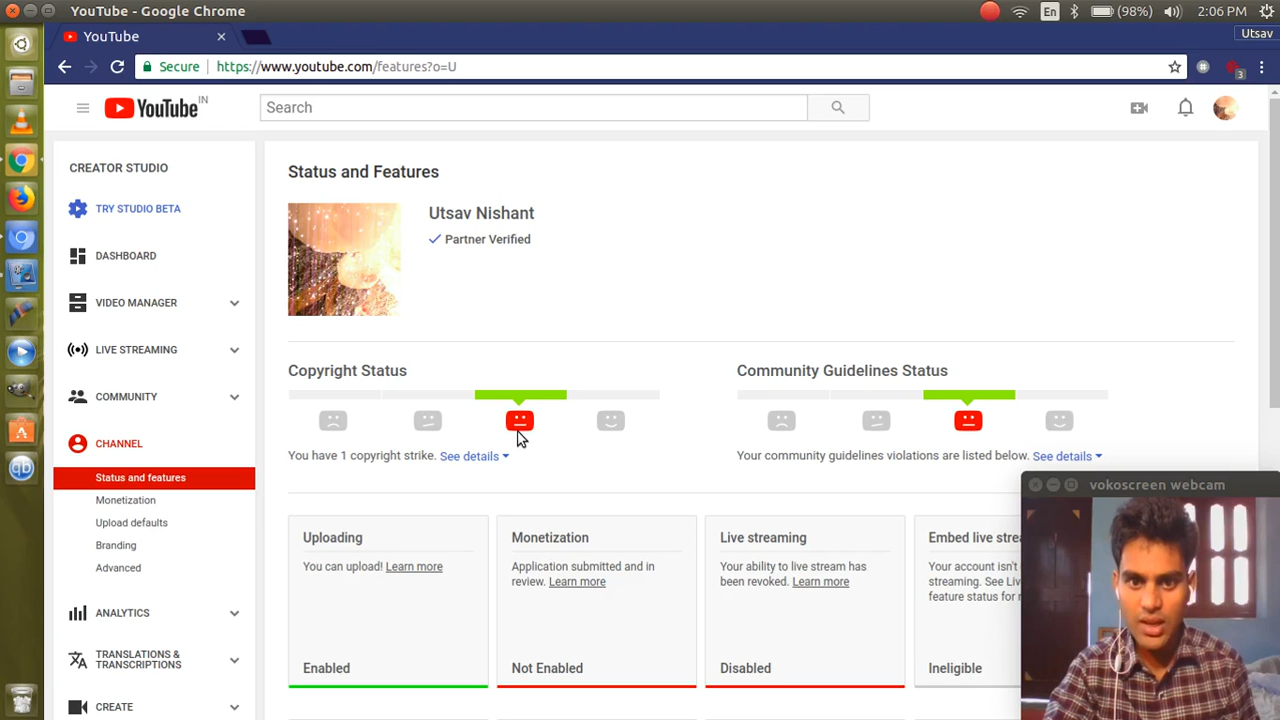 YouTube - Google Chrome
En
(98%)
2:06 PM
YouTube
Utsav
Secure
https://www.youtube.com/features?o=U
3
YouTube IN
Search
CREATOR STUDIO
TRY STUDIO BETA
DASHBOARD
VIDEO MANAGER
LIVE STREAMING
COMMUNITY
CHANNEL
Status and features
Monetization
Upload defaults
Branding
Advanced
ANALYTICS
TRANSLATIONS &
TRANSCRIPTIONS
CREATE
Status and Features
Utsav Nishant
Partner Verified
Copyright Status
You have 1 copyright strike. See details
Community Guidelines Status
Your community guidelines violations are listed below. See details
Uploading
You can upload! Learn more
Enabled
Monetization
Application submitted and in
review. Learn more
Not Enabled
Live streaming
Your ability to live stream has
been revoked. Learn more
Disabled
Embed live
Your account isn't
streaming. See
feature status for
Ineligible
vokoscreen webcam
qb